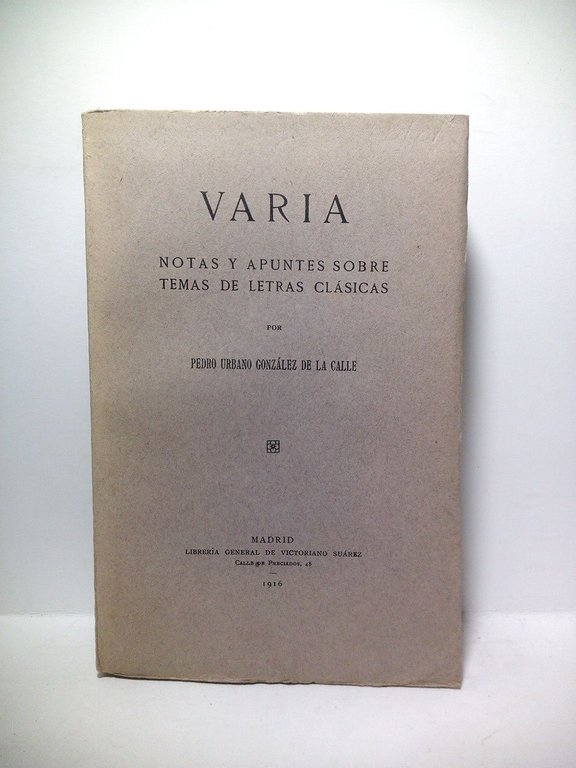 VARIA
NOTAS Y APUNTES SOBRE
TEMAS DE LETRAS CLÁSICAS
POR
PEDRO URBANO GONZÁLEZ DE LA CALLE
MADRID
LIBRERÍA GENERAL DE VICTORIANO SUÁREZ
CALLE DE PRECIADOS, 48
1916